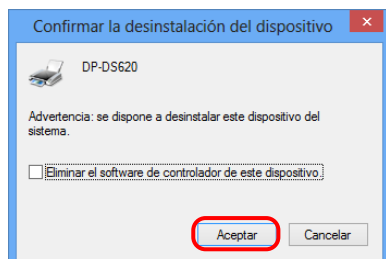 Confirmar la desinstalación del dispositivo
DP-DS620
Advertencia: se dispone a desinstalar este dispositivo del
sistema.
Eliminar el software de controlador de este dispositivo.
Aceptar Cancelar